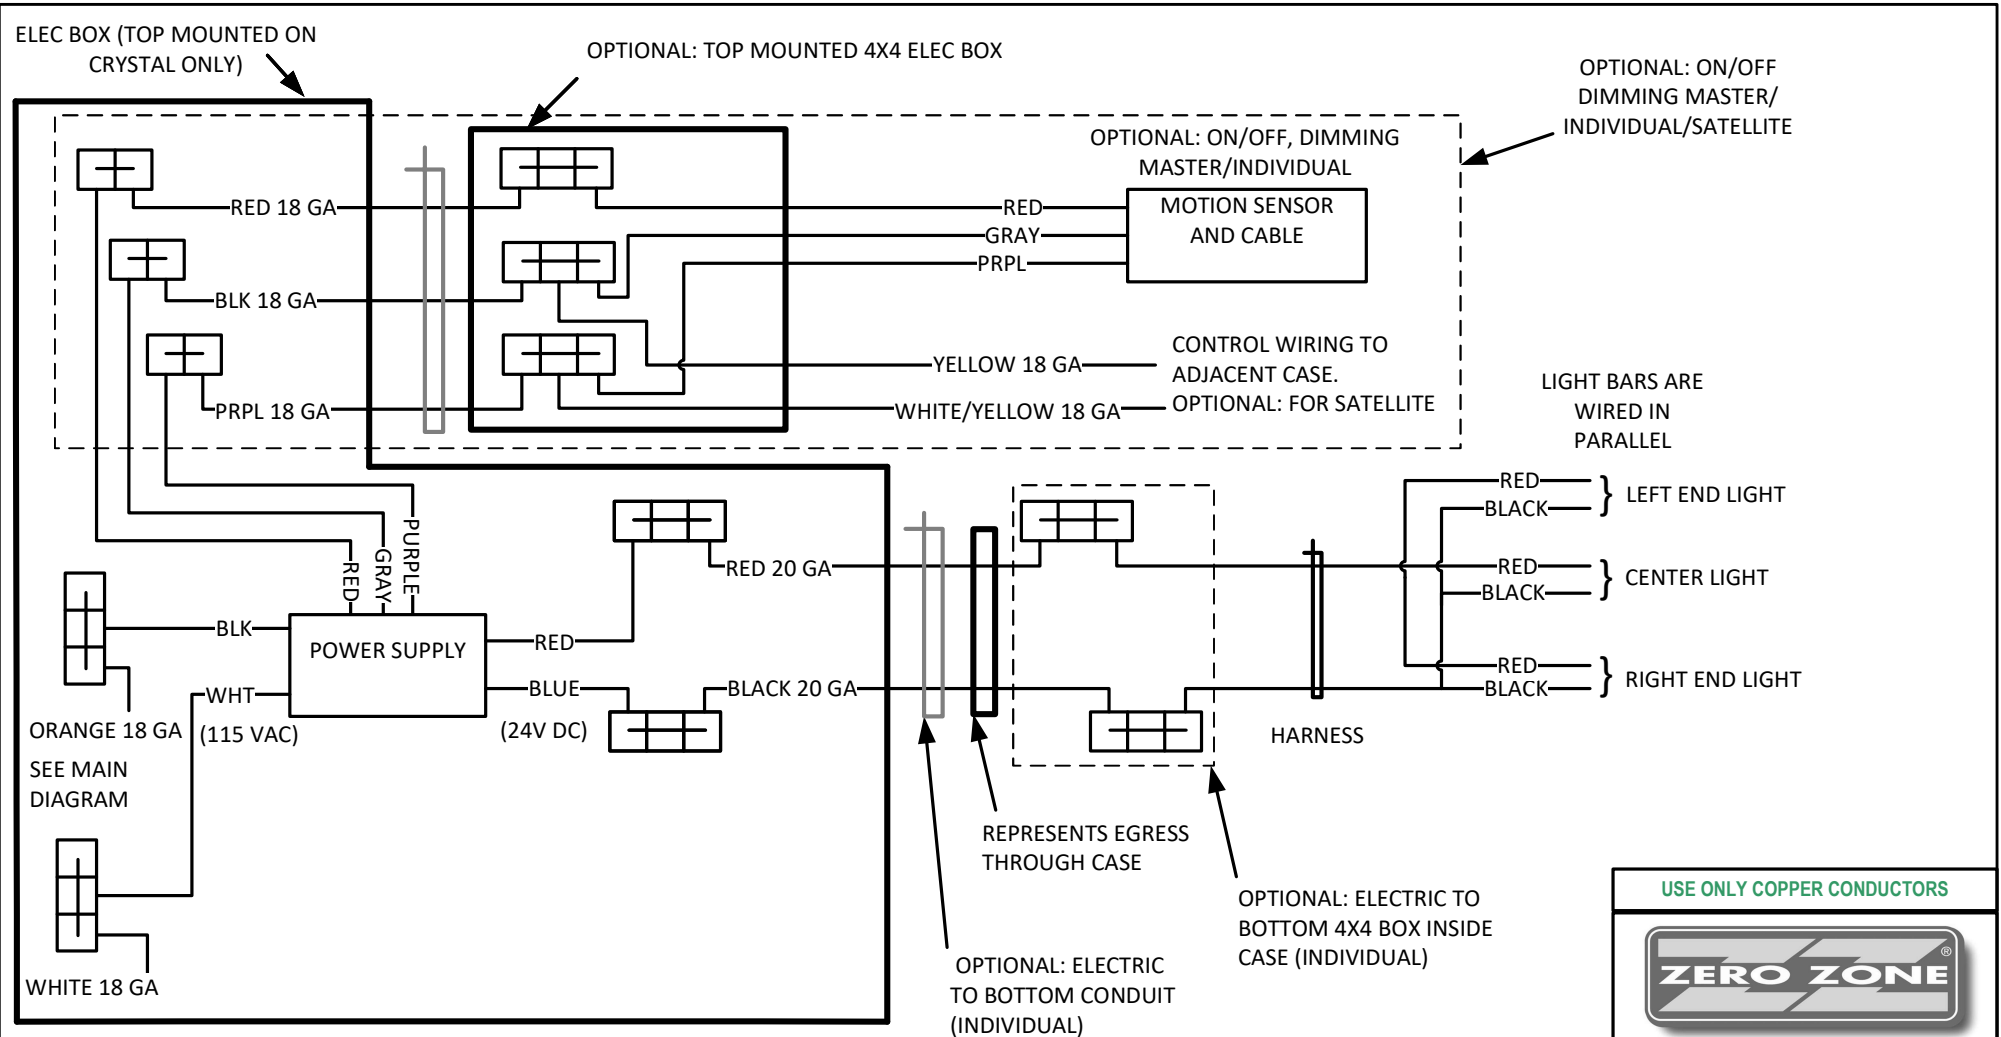 ELEC BOX (TOP MOUNTED ON
CRYSTAL ONLY)
OPTIONAL: TOP MOUNTED 4X4 ELEC BOX
OPTIONAL: ON/OFF
DIMMING MASTER/
INDIVIDUAL/SATELLITE
OPTIONAL: ON/OFF, DIMMING
MASTER/INDIVIDUAL
MOTION SENSOR
AND CABLE
RED 18 GA
RED
GRAY
PRPL
BLK 18 GA
PRPL 18 GA
YELLOW 18 GA
WHITE/YELLOW 18 GA
CONTROL WIRING TO
ADJACENT CASE.
OPTIONAL: FOR SATELLITE
LIGHT BARS ARE
WIRED IN
PARALLEL
RED
BLACK
} LEFT END LIGHT
RED
BLACK
} CENTER LIGHT
RED
BLACK
} RIGHT END LIGHT
RED
GRAY
PURPLE
BLK
WHT
(115 VAC)
POWER SUPPLY
RED
BLUE
(24V DC)
RED 20 GA
BLACK 20 GA
ORANGE 18 GA
SEE MAIN
DIAGRAM
WHITE 18 GA
HARNESS
REPRESENTS EGRESS
THROUGH CASE
OPTIONAL: ELECTRIC
TO BOTTOM CONDUIT
(INDIVIDUAL)
OPTIONAL: ELECTRIC TO
BOTTOM 4X4 BOX INSIDE
CASE (INDIVIDUAL)
USE ONLY COPPER CONDUCTORS
ZERO ZONE ®